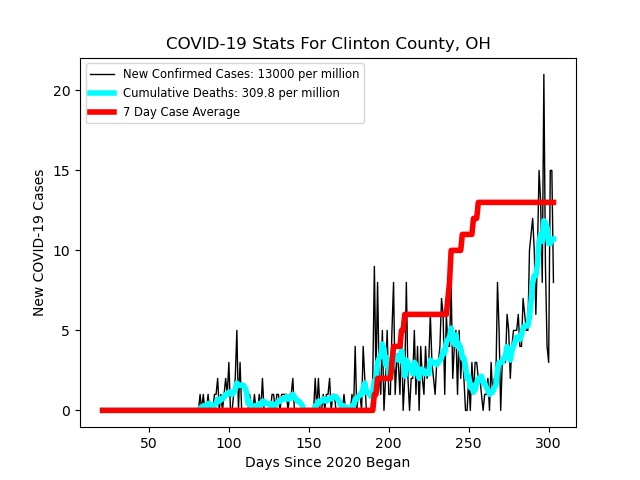 COVID-19 Stats For Clinton County, OH
New Confirmed Cases: 13000 per million
Cumulative Deaths: 309.8 per million
7 Day Case Average
New COVID-19 Cases
20
15
10
5
0
50 100 150 200 250 300
Days Since 2020 Began